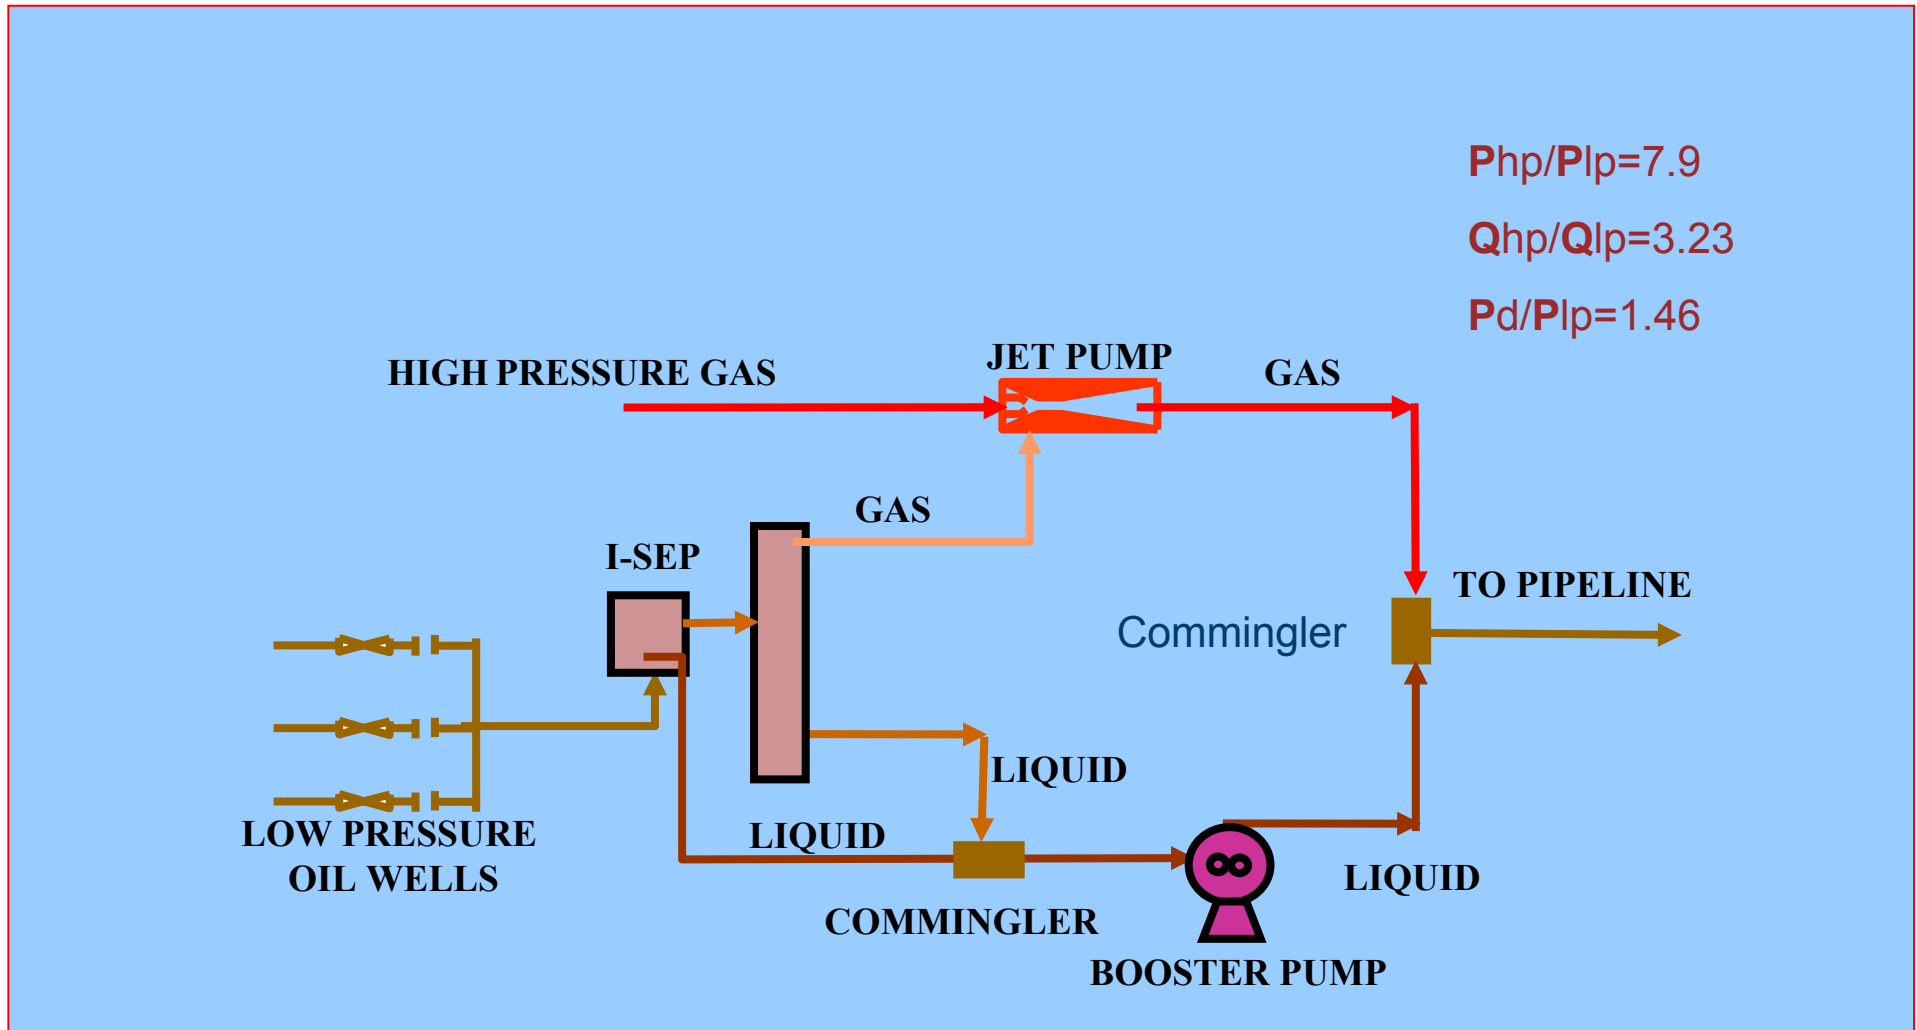 Php/Plp=7.9
Qhp/Qlp=3.23
Pd/Plp=1.46
JET PUMP
HIGH PRESSURE GAS
GAS
GAS
I-SEP
TO PIPELINE
Commingler
LIQUID
LOW PRESSURE
OIL WELLS
LIQUID
LIQUID
COMMINGLER
BOOSTER PUMP